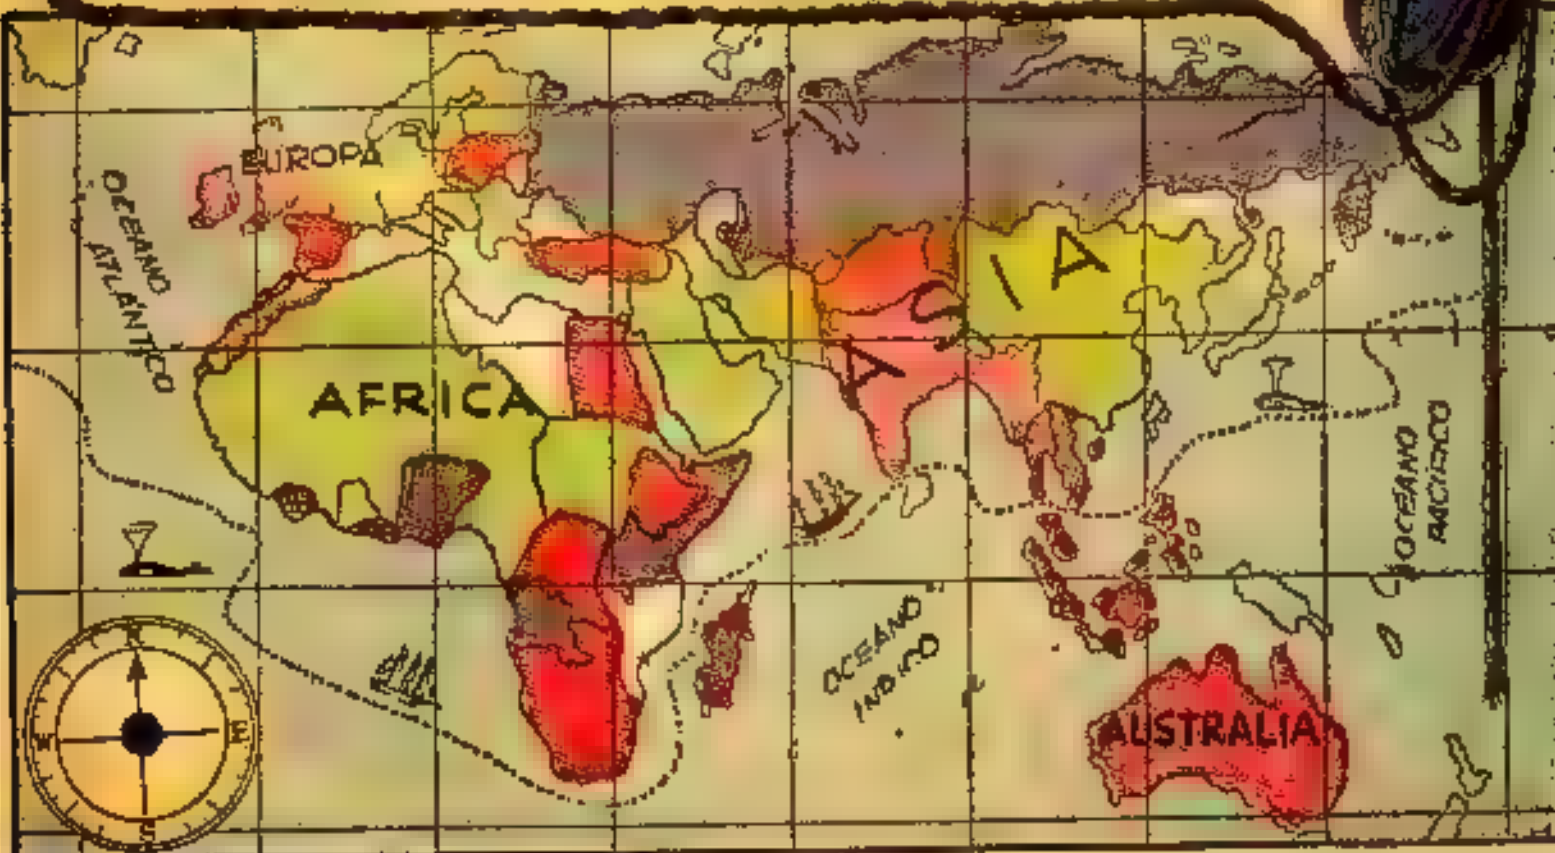 EUROPA
OCEANO
ATLÁNTICO
AFRICA
ASIA
OCEANO
PACIFICO
OCEANO
INDICO
AUSTRALIA
N
W
E
S